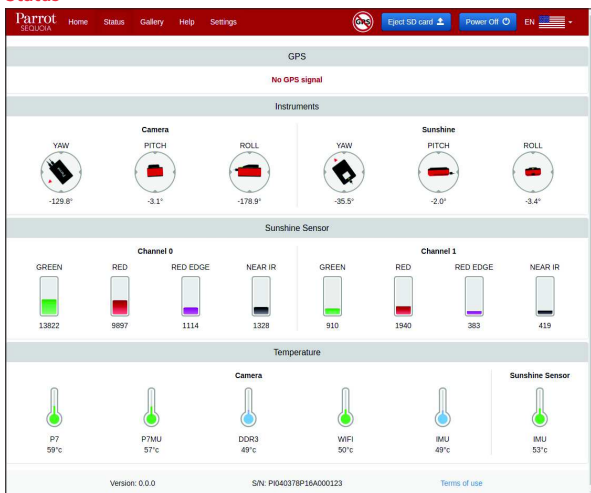 Parrot
SEQUOIA
Home Status Gallery Help Settings
GPS
Eject SD card
Power Off
EN
GPS
No GPS signal
Instruments
Camera Sunshine
YAW PITCH ROLL YAW PITCH ROLL
-129.8° -3.1° -178.9° -35.5° -2.0° -3.4°
Sunshine Sensor
Channel 0 Channel 1
GREEN RED RED EDGE NEAR IR GREEN RED RED EDGE NEAR IR
13822 9897 1114 1328 910 1940 383 419
Temperature
Camera Sunshine Sensor
P7 P7MU DDR3 WIFI IMU IMU
59°c 57°c 49°c 50°c 49°c 53°c
Version: 0.0.0 S/N: PI040378P16A000123 Terms of use